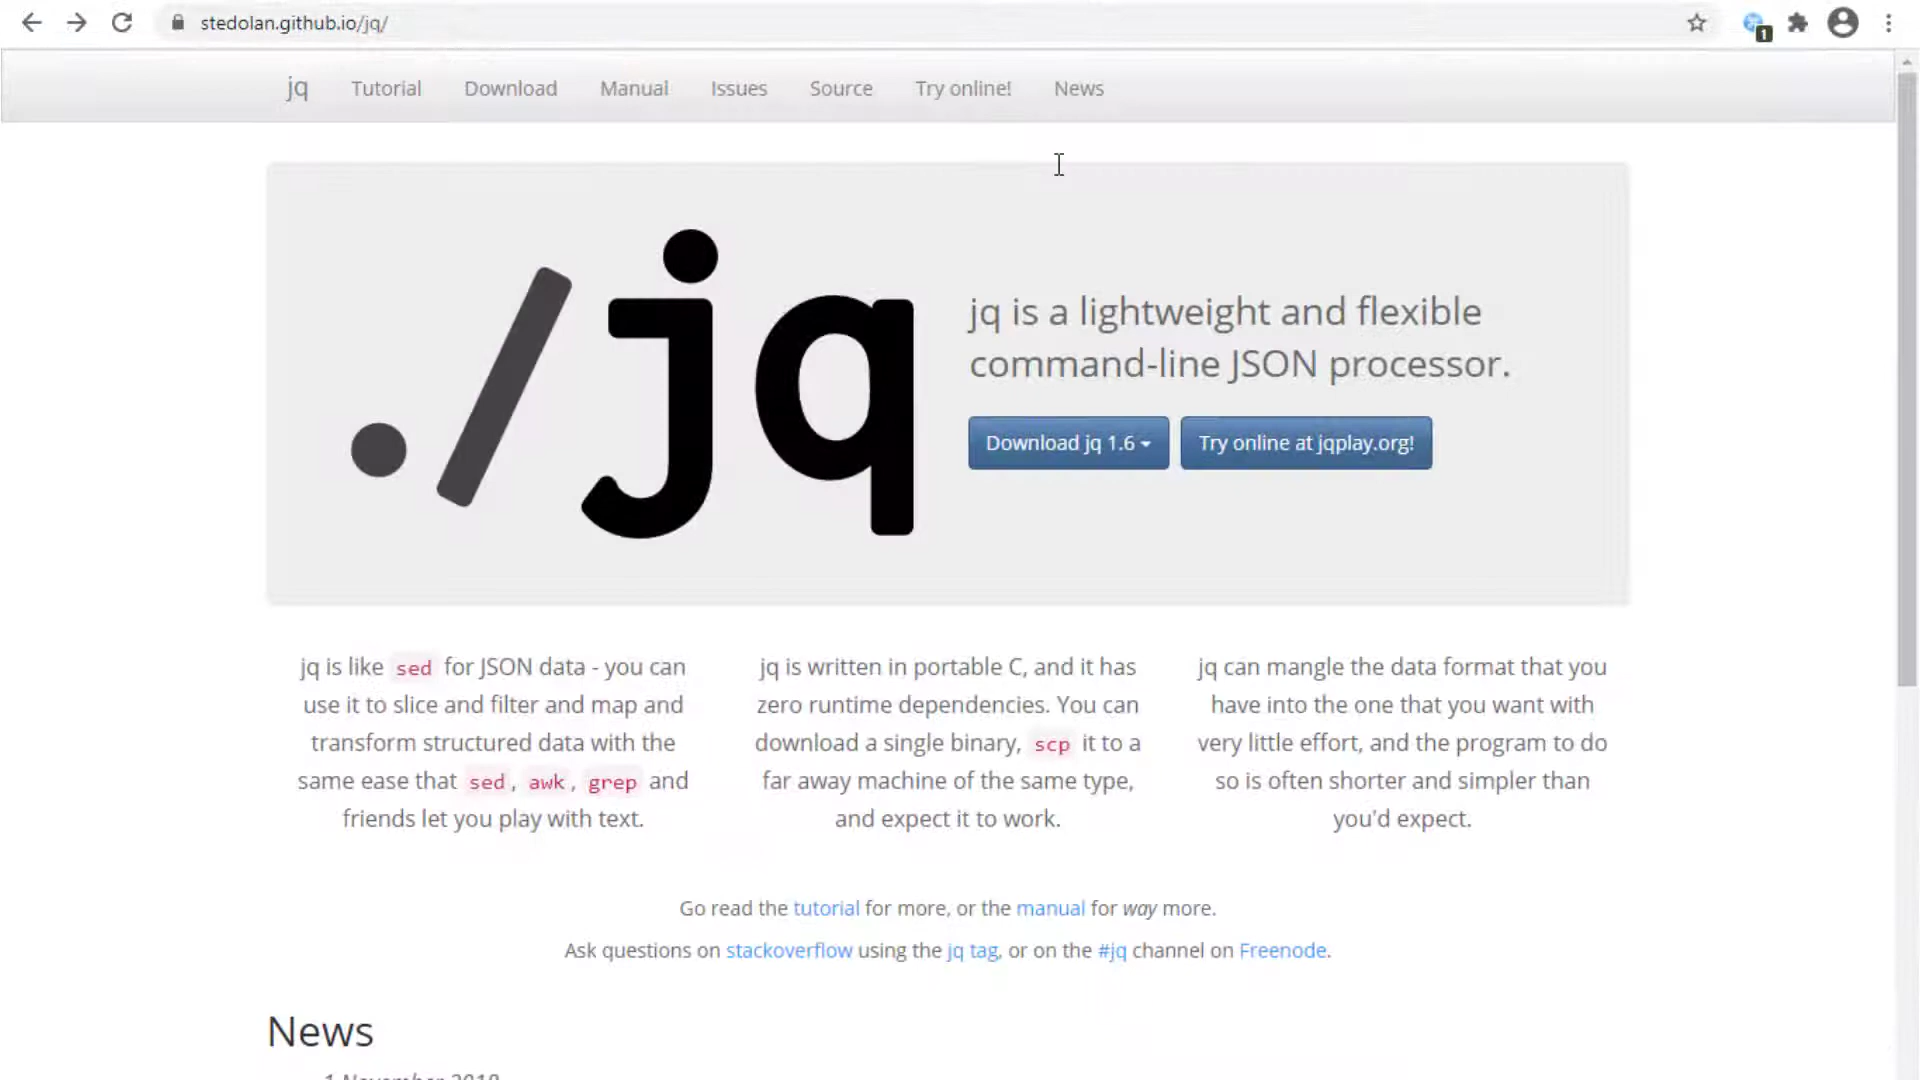 stedolan.github.io/jq/
1
jq Tutorial Download Manual Issues Source Try online! News
./jq
jq is a lightweight and flexible
command-line JSON processor.
Download jq 1.6 Try online at jqplay.org!
jq is like sed for JSON data - you can
use it to slice and filter and map and
transform structured data with the
same ease that sed, awk, grep and
friends let you play with text.
jq is written in portable C, and it has
zero runtime dependencies. You can
download a single binary, scp it to a
far away machine of the same type,
and expect it to work.
jq can mangle the data format that you
have into the one that you want with
very little effort, and the program to do
so is often shorter and simpler than
you'd expect.
Go read the tutorial for more, or the manual for way more.
Ask questions on stackoverflow using the jq tag, or on the #jq channel on Freenode.
News
1 November 2018